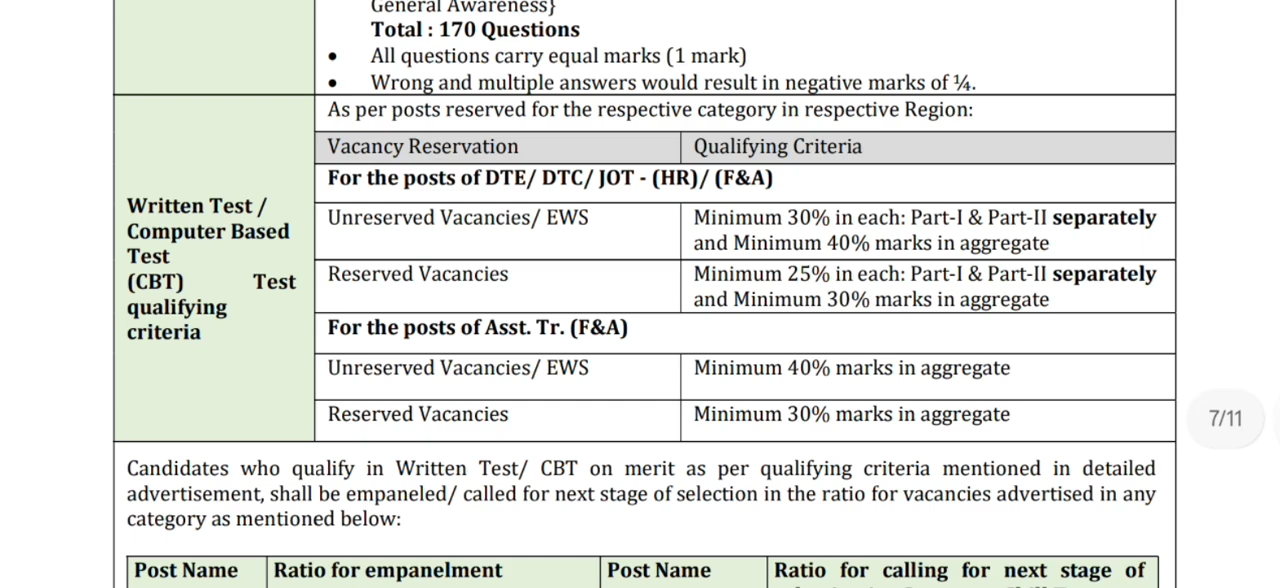 General Awareness}
Total : 170 Questions
• All questions carry equal marks (1 mark)
• Wrong and multiple answers would result in negative marks of ¼.
Written Test /
Computer Based
Test
(CBT) Test
qualifying
criteria
As per posts reserved for the respective category in respective Region:
Vacancy Reservation Qualifying Criteria
For the posts of DTE/ DTC/ JOT - (HR)/ (F&A)
Unreserved Vacancies/ EWS Minimum 30% in each: Part-I & Part-II separately
and Minimum 40% marks in aggregate
Reserved Vacancies Minimum 25% in each: Part-I & Part-II separately
and Minimum 30% marks in aggregate
For the posts of Asst. Tr. (F&A)
Unreserved Vacancies/ EWS Minimum 40% marks in aggregate
Reserved Vacancies Minimum 30% marks in aggregate
7/11
Candidates who qualify in Written Test/ CBT on merit as per qualifying criteria mentioned in detailed
advertisement, shall be empaneled/ called for next stage of selection in the ratio for vacancies advertised in any
category as mentioned below:
Post Name Ratio for empanelment Post Name Ratio for calling for next stage of